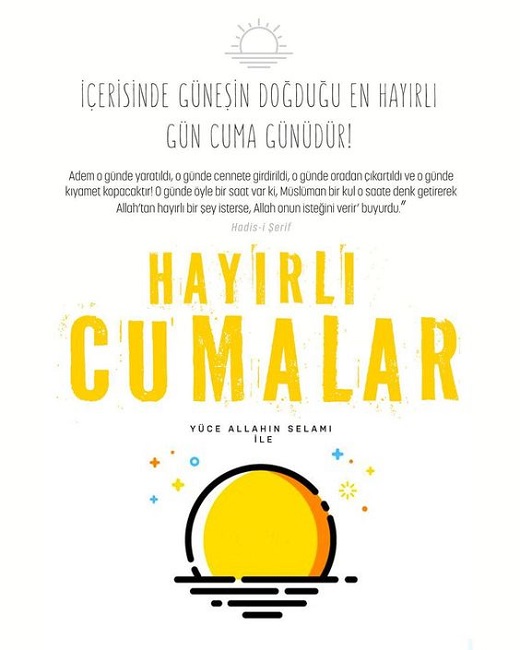 İÇERİSİNDE GÜNEŞİN DOĞDUĞU EN HAYIRLI
GÜN CUMA GÜNÜDÜR!
Adem o günde yaratıldı, o günde cennete girdirildi, o günde oradan çıkartıldı ve o günde
kıyamet kopacaktır! O günde öyle bir saat var ki, Müslüman bir kul o saate denk getirerek
Allah'tan hayırlı bir şey isterse, Allah onun isteğini verir' buyurdu."
Hadis-i Şerif
HAYIRLI
CUMALAR
YÜCE ALLAHIN SELAMI
İLE